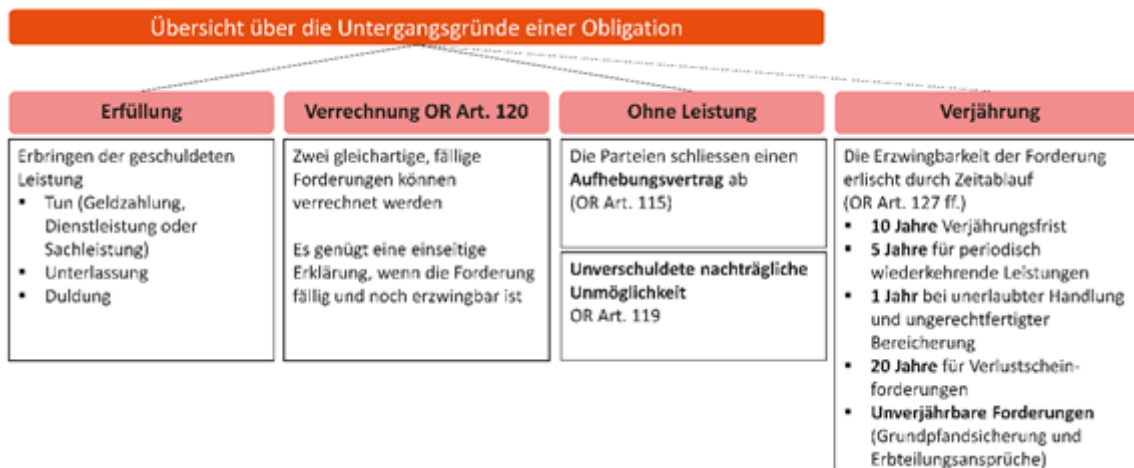 Übersicht über die Untergangsgründe einer Obligation
Erfüllung
Erbringen der geschuldeten
Leistung
▪ Tun (Geldzahlung,
Dienstleistung oder
Sachleistung)
▪ Unterlassung
▪ Duldung
Verrechnung OR Art. 120
Zwei gleichartige, fällige
Forderungen können
verrechnet werden
Es genügt eine einseitige
Erklärung, wenn die Forderung
fällig und noch erzwingbar ist
Ohne Leistung
Die Parteien schliessen einen
Aufhebungsvertrag ab
(OR Art. 115)
Unverschuldete nachträgliche
Unmöglichkeit
OR Art. 119
Verjährung
Die Erzwingbarkeit der Forderung
erlischt durch Zeitablauf
(OR Art. 127 ff.)
▪ 10 Jahre Verjährungsfrist
▪ 5 Jahre für periodisch
wiederkehrende Leistungen
▪ 1 Jahr bei unerlaubter Handlung
und ungerechtfertigter
Bereicherung
▪ 20 Jahre für Verlustschein-
forderungen
▪ Unverjährbare Forderungen
(Grundpfandsicherung und
Erbteilungsansprüche)